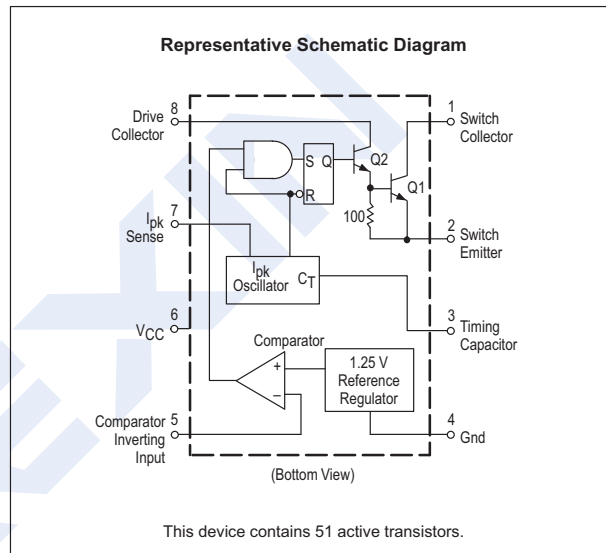 Representative Schematic Diagram
Drive
Collector
8
1
Switch
Collector
S Q
R
Q2
Q1
100
7
Ipk
Sense
2
Switch
Emitter
Ipk
Oscillator
CT
6
VCC
3
Timing
Capacitor
Comparator
+
–
1.25 V
Reference
Regulator
5
Comparator
Inverting
Input
4
Gnd
(Bottom View)
This device contains 51 active transistors.